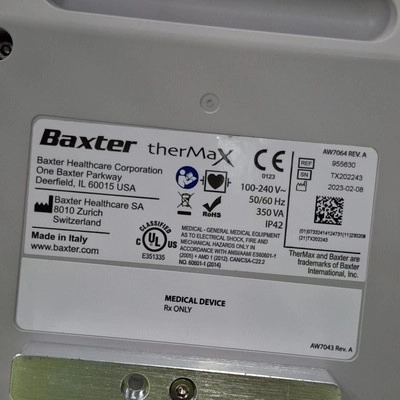 AW7064 REV. A
Baxter therMaX
CE
0123
REF 955630
SN TX202243
2023-02-08
Baxter Healthcare Corporation
One Baxter Parkway
Deerfield, IL 60015 USA
100-240 V~
50/60 Hz
350 VA
IP42
Baxter Healthcare SA
8010 Zurich
Switzerland
RoHS
Made in Italy
www.baxter.com
CLASSIFIED
C UL US
E351335
MEDICAL - GENERAL MEDICAL EQUIPMENT
AS TO ELECTRICAL SHOCK, FIRE AND
MECHANICAL HAZARDS ONLY IN
ACCORDANCE WITH ANSI/AAMI ES60601-1
(2005) + AMD 1 (2012) CAN/CSA-C22.2
NO. 60601-1 (2014)
(21)TX202243
TherMax and Baxter are
trademarks of Baxter
International, Inc.
MEDICAL DEVICE
Rx ONLY
AW7043 Rev. A